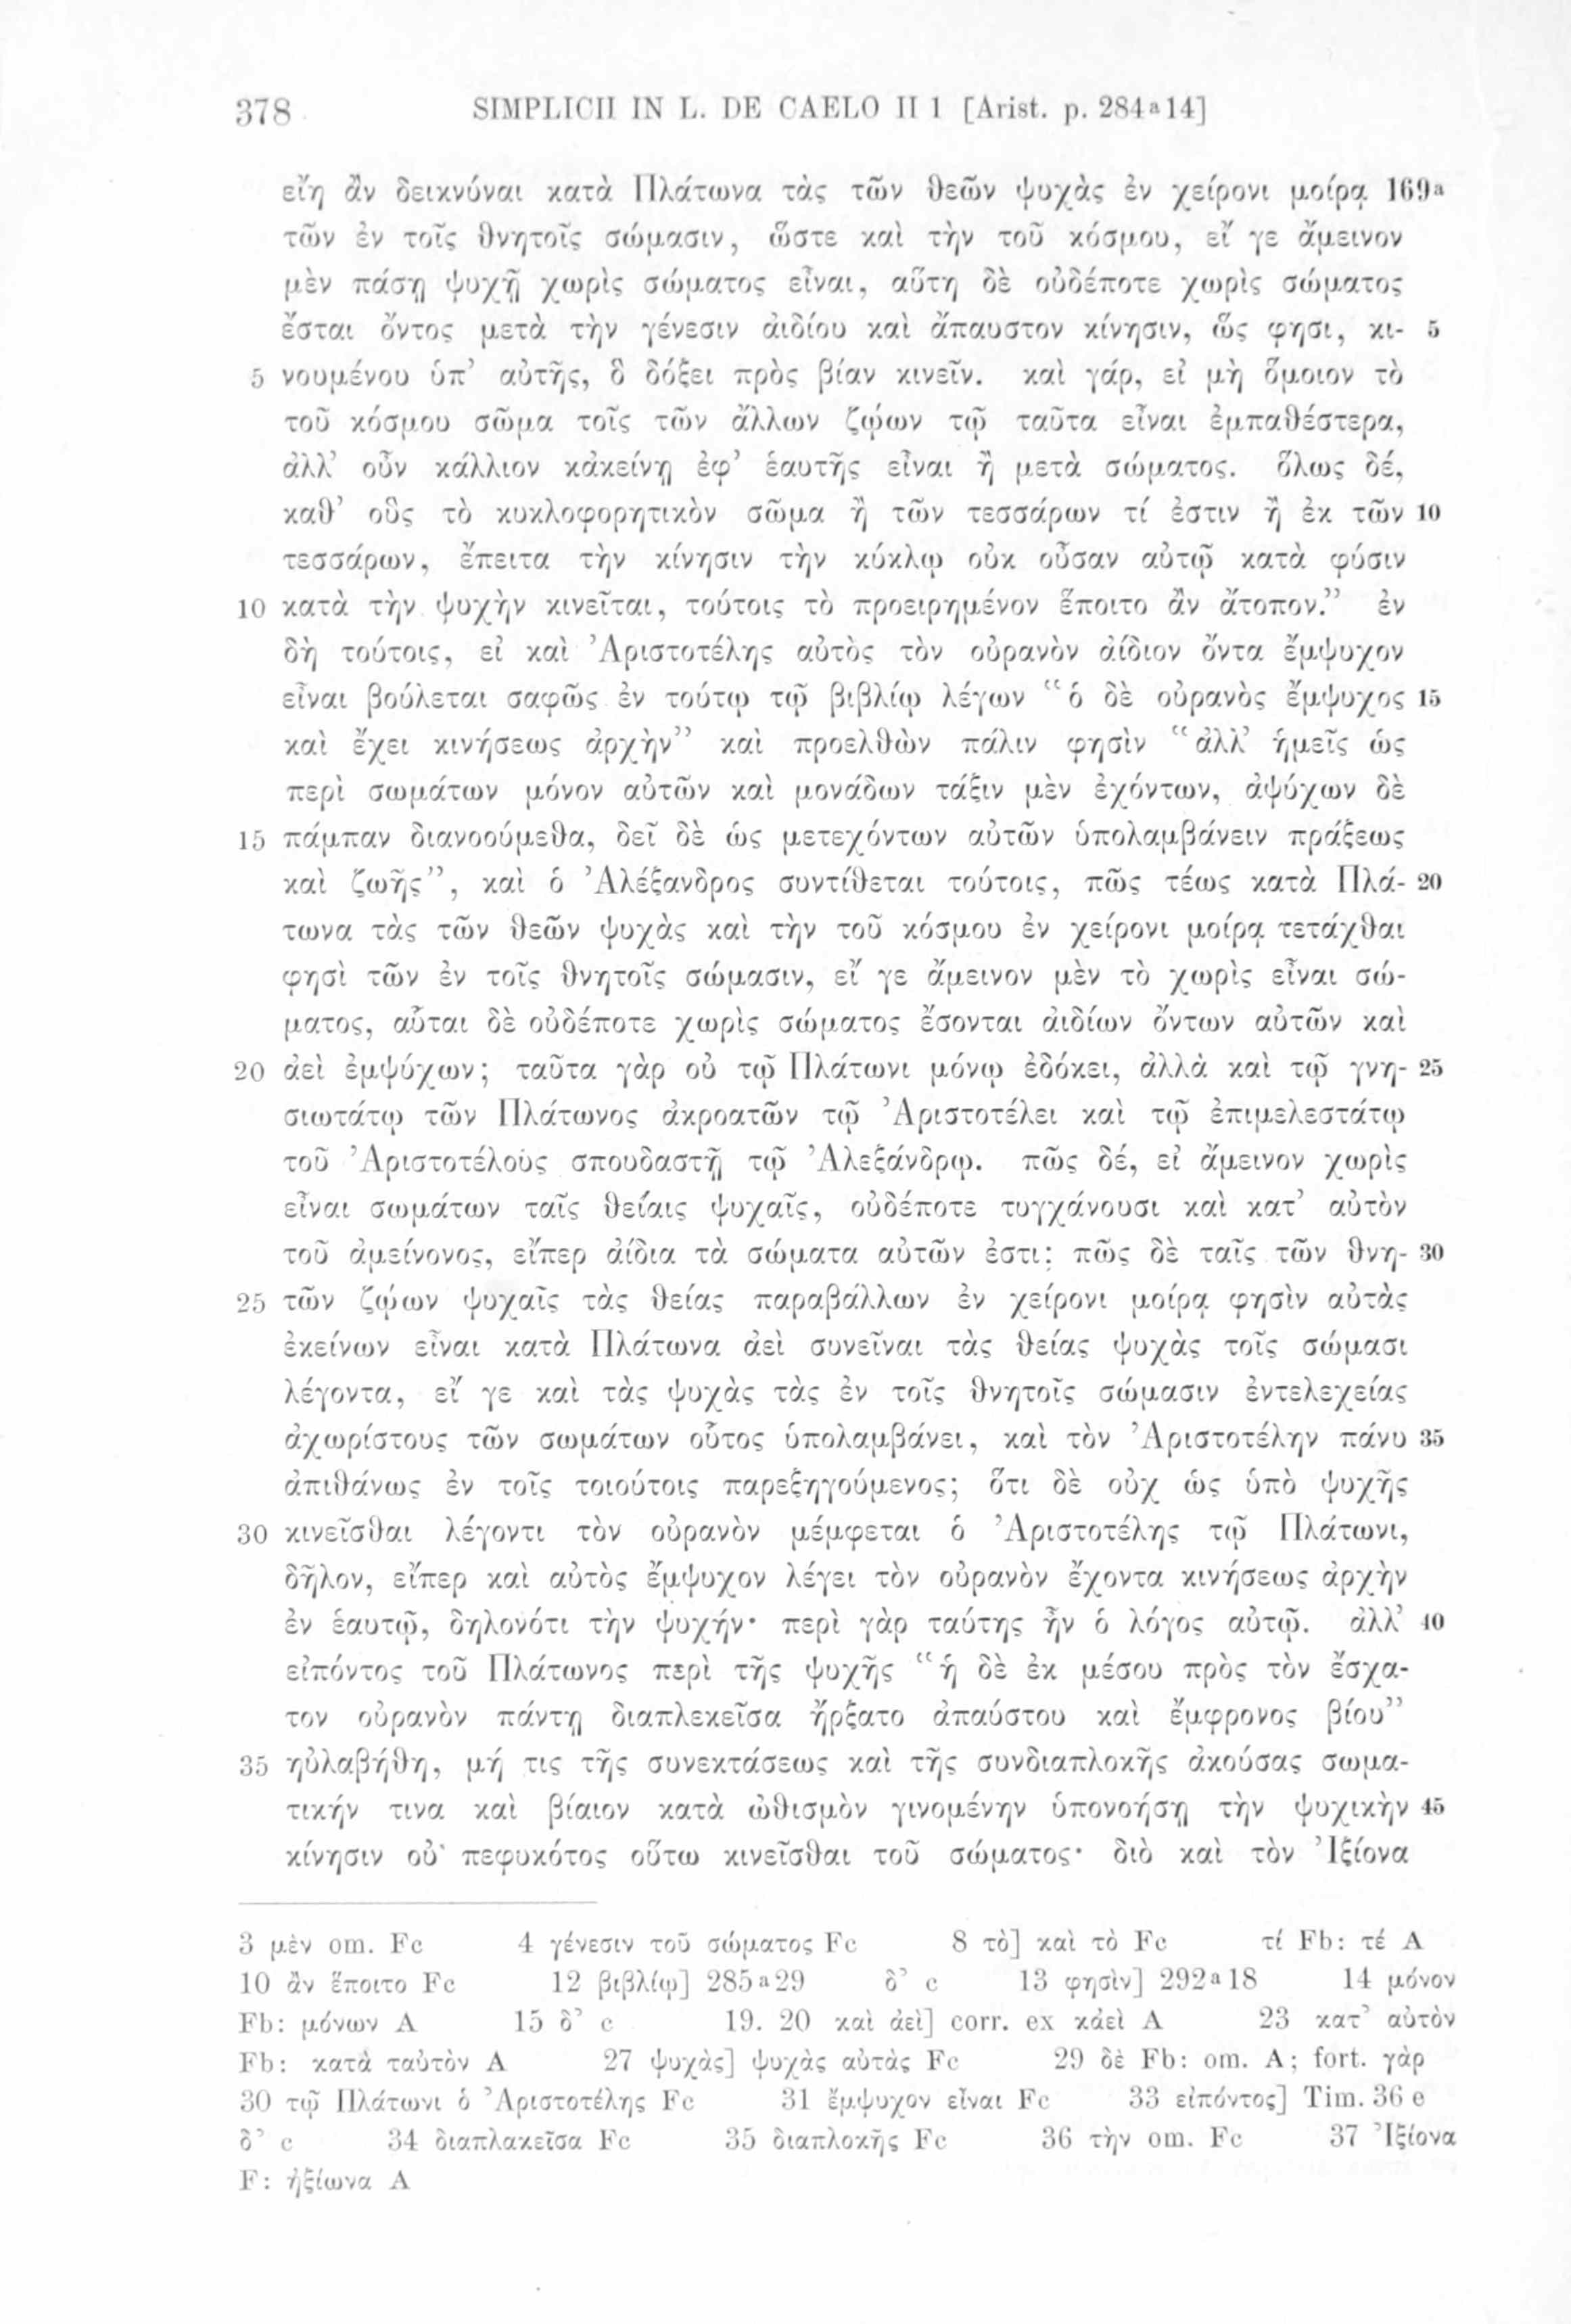 378 SIMPLICII IN L. DE CAELO II 1 [Arist. p. 284ᵃ14]
εἴη ἂν δεικνύναι κατὰ Πλάτωνα τὰς τῶν θεῶν ψυχὰς ἐν χείρονι μοίρᾳ 169ᵃ
τῶν ἐν τοῖς θνητοῖς σώμασιν, ὥστε καὶ τὴν τοῦ κόσμου, εἴ γε ἄμεινον
μὲν πάσῃ ψυχῇ χωρὶς σώματος εἶναι, αὕτη δὲ οὐδέποτε χωρὶς σώματος
ἔσται ὄντος μετὰ τὴν γένεσιν ἀιδίου καὶ ἄπαυστον κίνησιν, ὥς φησι, κι- 5
5 νουμένου ὑπ’ αὐτῆς, ὃ δόξει πρὸς βίαν κινεῖν. καὶ γάρ, εἰ μὴ ὅμοιον τὸ
τοῦ κόσμου σῶμα τοῖς τῶν ἄλλων ζῴων τῷ ταῦτα εἶναι ἐμπαθέστερα,
ἀλλ’ οὖν κάλλιον κἀκείνῃ ἐφ’ ἑαυτῆς εἶναι ἢ μετὰ σώματος. ὅλως δέ,
καθ’ οὓς τὸ κυκλοφορητικὸν σῶμα ἢ τῶν τεσσάρων τί ἐστιν ἢ ἐκ τῶν 10
τεσσάρων, ἔπειτα τὴν κίνησιν τὴν κύκλῳ οὐκ οὖσαν αὐτῷ κατὰ φύσιν
10 κατὰ τὴν ψυχὴν κινεῖται, τούτοις τὸ προειρημένον ἕποιτο ἂν ἄτοπον.” ἐν
δὴ τούτοις, εἰ καὶ Ἀριστοτέλης αὐτὸς τὸν οὐρανὸν ἀίδιον ὄντα ἔμψυχον
εἶναι βούλεται σαφῶς ἐν τούτῳ τῷ βιβλίῳ λέγων “ὁ δὲ οὐρανὸς ἔμψυχος 15
καὶ ἔχει κινήσεως ἀρχὴν” καὶ προελθὼν πάλιν φησὶν “ἀλλ’ ἡμεῖς ὡς
περὶ σωμάτων μόνον αὐτῶν καὶ μονάδων τάξιν μὲν ἐχόντων, ἀψύχων δὲ
15 πάμπαν διανοούμεθα, δεῖ δὲ ὡς μετεχόντων αὐτῶν ὑπολαμβάνειν πράξεως
καὶ ζωῆς”, καὶ ὁ Ἀλέξανδρος συντίθεται τούτοις, πῶς τέως κατὰ Πλά- 20
τωνα τὰς τῶν θεῶν ψυχὰς καὶ τὴν τοῦ κόσμου ἐν χείρονι μοίρᾳ τετάχθαι
φησὶ τῶν ἐν τοῖς θνητοῖς σώμασιν, εἴ γε ἄμεινον μὲν τὸ χωρὶς εἶναι σώ-
ματος, αὗται δὲ οὐδέποτε χωρὶς σώματος ἔσονται ἀιδίων ὄντων αὐτῶν καὶ
20 ἀεὶ ἐμψύχων; ταῦτα γὰρ οὐ τῷ Πλάτωνι μόνῳ ἐδόκει, ἀλλὰ καὶ τῷ γνη- 25
σιωτάτῳ τῶν Πλάτωνος ἀκροατῶν τῷ Ἀριστοτέλει καὶ τῷ ἐπιμελεστάτῳ
τοῦ Ἀριστοτέλους σπουδαστῇ τῷ Ἀλεξάνδρῳ. πῶς δέ, εἰ ἄμεινον χωρὶς
εἶναι σωμάτων ταῖς θείαις ψυχαῖς, οὐδέποτε τυγχάνουσι καὶ κατ’ αὐτὸν
τοῦ ἀμείνονος, εἴπερ ἀίδια τὰ σώματα αὐτῶν ἐστι; πῶς δὲ ταῖς τῶν θνη- 30
25 τῶν ζῴων ψυχαῖς τὰς θείας παραβάλλων ἐν χείρονι μοίρᾳ φησὶν αὐτὰς
ἐκείνων εἶναι κατὰ Πλάτωνα ἀεὶ συνεῖναι τὰς θείας ψυχὰς τοῖς σώμασι
λέγοντα, εἴ γε καὶ τὰς ψυχὰς τὰς ἐν τοῖς θνητοῖς σώμασιν ἐντελεχείας
ἀχωρίστους τῶν σωμάτων οὗτος ὑπολαμβάνει, καὶ τὸν Ἀριστοτέλην πάνυ 35
ἀπιθάνως ἐν τοῖς τοιούτοις παρεξηγούμενος; ὅτι δὲ οὐχ ὡς ὑπὸ ψυχῆς
30 κινεῖσθαι λέγοντι τὸν οὐρανὸν μέμφεται ὁ Ἀριστοτέλης τῷ Πλάτωνι,
δῆλον, εἴπερ καὶ αὐτὸς ἔμψυχον λέγει τὸν οὐρανὸν ἔχοντα κινήσεως ἀρχὴν
ἐν ἑαυτῷ, δηλονότι τὴν ψυχήν· περὶ γὰρ ταύτης ἦν ὁ λόγος αὐτῷ. ἀλλ’ 40
εἰπόντος τοῦ Πλάτωνος περὶ τῆς ψυχῆς “ἡ δὲ ἐκ μέσου πρὸς τὸν ἔσχα-
τον οὐρανὸν πάντῃ διαπλεκεῖσα ἤρξατο ἀπαύστου καὶ ἔμφρονος βίου”
35 ηὐλαβήθη, μή τις τῆς συνεκτάσεως καὶ τῆς συνδιαπλοκῆς ἀκούσας σωμα-
τικήν τινα καὶ βίαιον κατὰ ὠθισμὸν γινομένην ὑπονοήσῃ τὴν ψυχικὴν 45
κίνησιν οὐ πεφυκότος οὕτω κινεῖσθαι τοῦ σώματος· διὸ καὶ τὸν Ἰξίονα
3 μὲν om. Fc 4 γένεσιν τοῦ σώματος Fc 8 τὸ] καὶ τὸ Fc τί Fb: τέ A
10 ἂν ἕποιτο Fc 12 βιβλίῳ] 285ᵃ29 δ’ c 13 φησὶν] 292ᵃ18 14 μόνον
Fb: μόνων A 15 δ’ c 19. 20 καὶ ἀεὶ] corr. ex κἀεὶ A 23 κατ’ αὐτὸν
Fb: κατὰ ταὐτὸν A 27 ψυχὰς] ψυχὰς αὐτὰς Fc 29 δὲ Fb: om. A; fort. γὰρ
30 τῷ Πλάτωνι ὁ Ἀριστοτέλης Fc 31 ἔμψυχον εἶναι Fc 33 εἰπόντος] Tim. 36 e
δ’ c 34 διαπλακεῖσα Fc 35 διαπλοκῆς Fc 36 τὴν om. Fc 37 Ἰξίονα
F: ἠξίωνα A